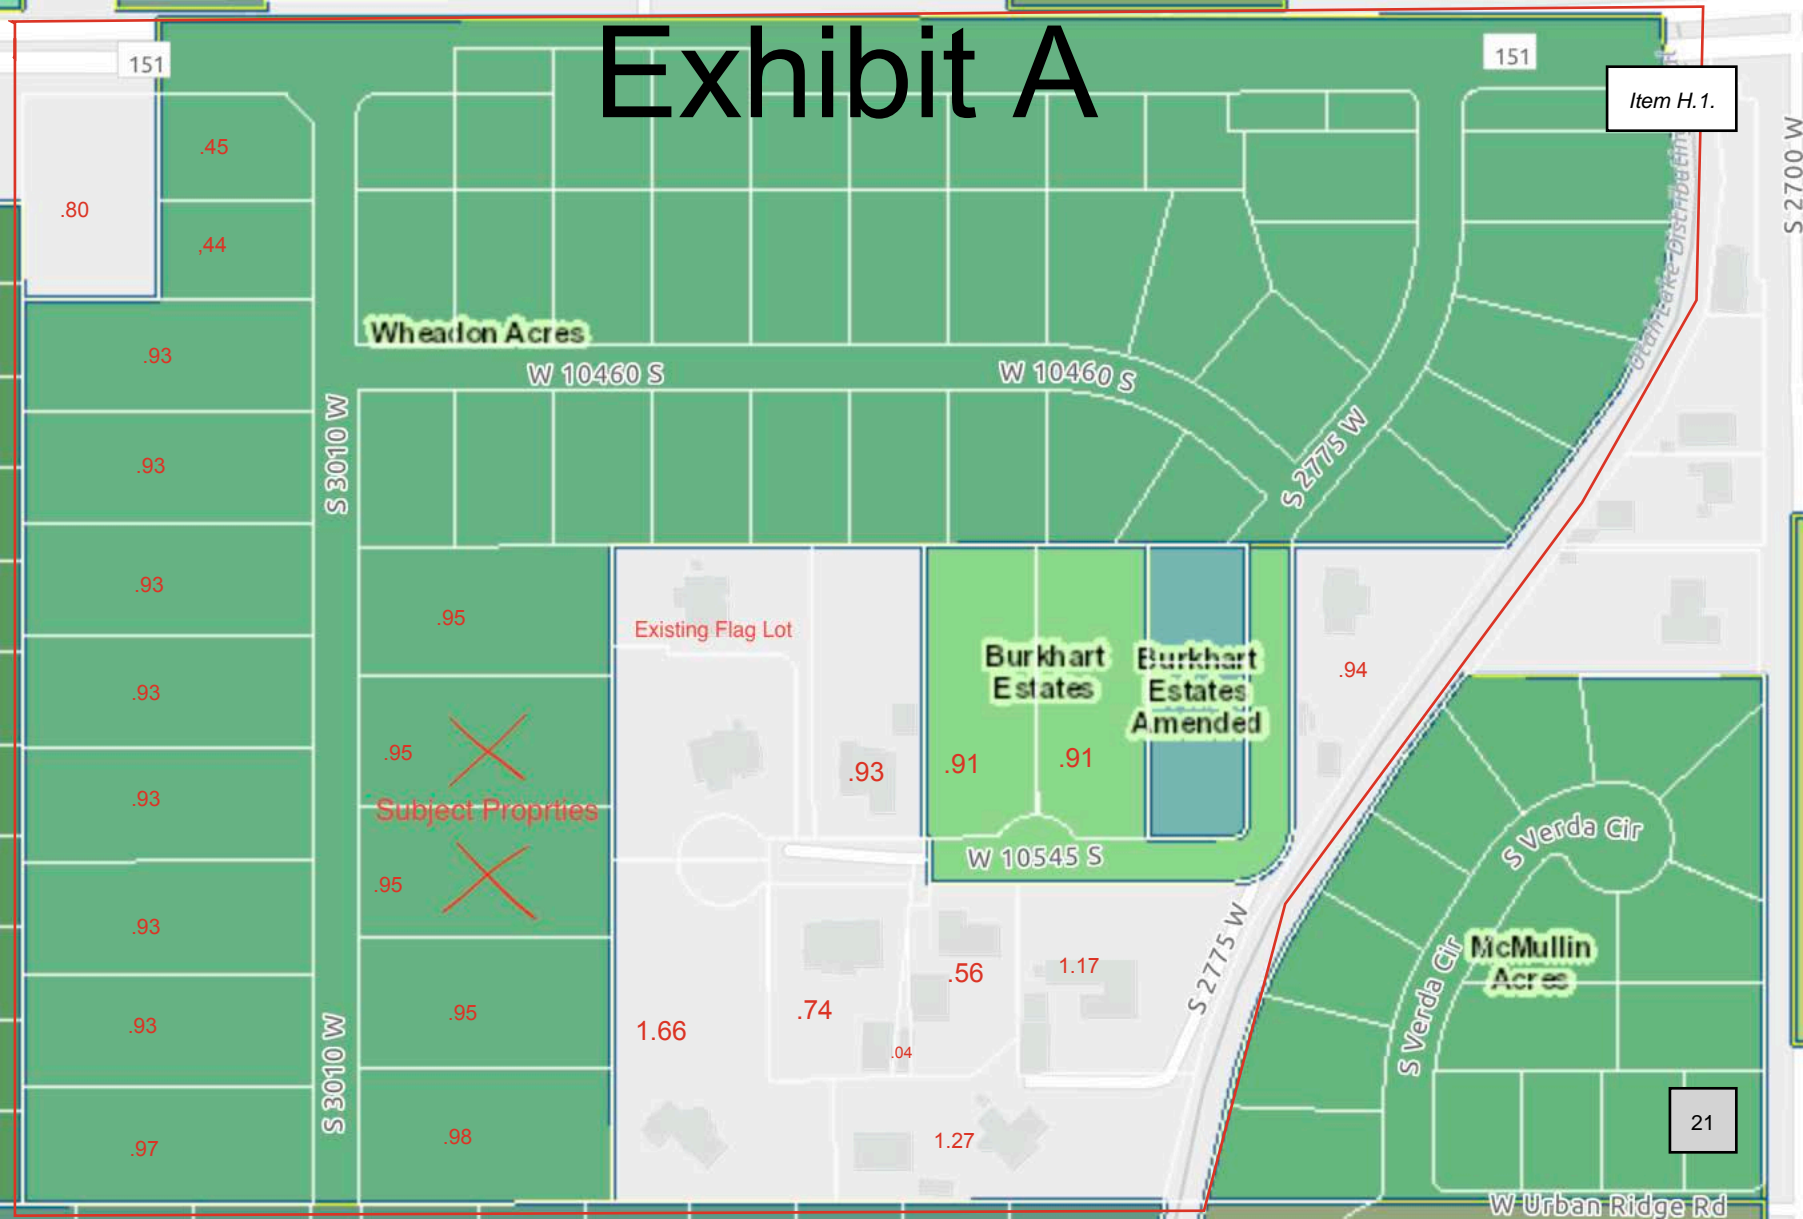 Exhibit A
151
151
Item H.1.
.45
.80
,44
S 2700 W
Utah Lake Distributin
Wheadon Acres
.93
W 10460 S
W 10460 S
S 3010 W
.93
S 2775 W
.93
.95
Existing Flag Lot
Burkhart
Estates
Burkhart
Estates
Amended
.94
.93
.95
.93
.91
.91
.93
Subject Proprties
S Verda Cir
W 10545 S
.95
.93
S 2775 W
McMullin
Acres
.56
1.17
.93
.95
.74
1.66
.04
S Verda Cir
S 3010 W
.97
.98
1.27
21
W Urban Ridge Rd